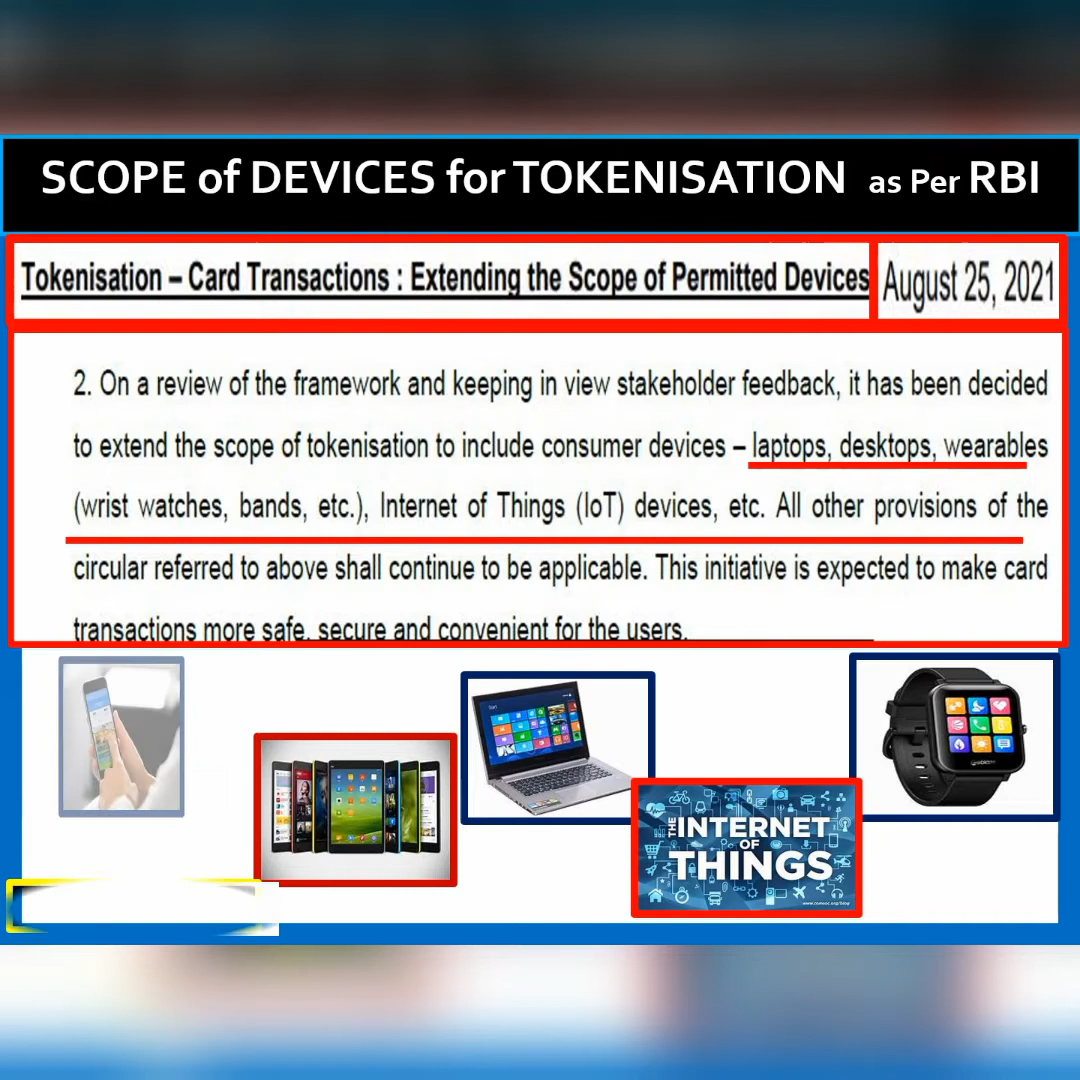 SCOPE of DEVICES for TOKENISATION as Per RBI
Tokenisation – Card Transactions : Extending the Scope of Permitted Devices
August 25, 2021
2. On a review of the framework and keeping in view stakeholder feedback, it has been decided
to extend the scope of tokenisation to include consumer devices – laptops, desktops, wearables
(wrist watches, bands, etc.), Internet of Things (IoT) devices, etc. All other provisions of the
circular referred to above shall continue to be applicable. This initiative is expected to make card
transactions more safe, secure and convenient for the users.
Start
THE
INTERNET
OF
THINGS